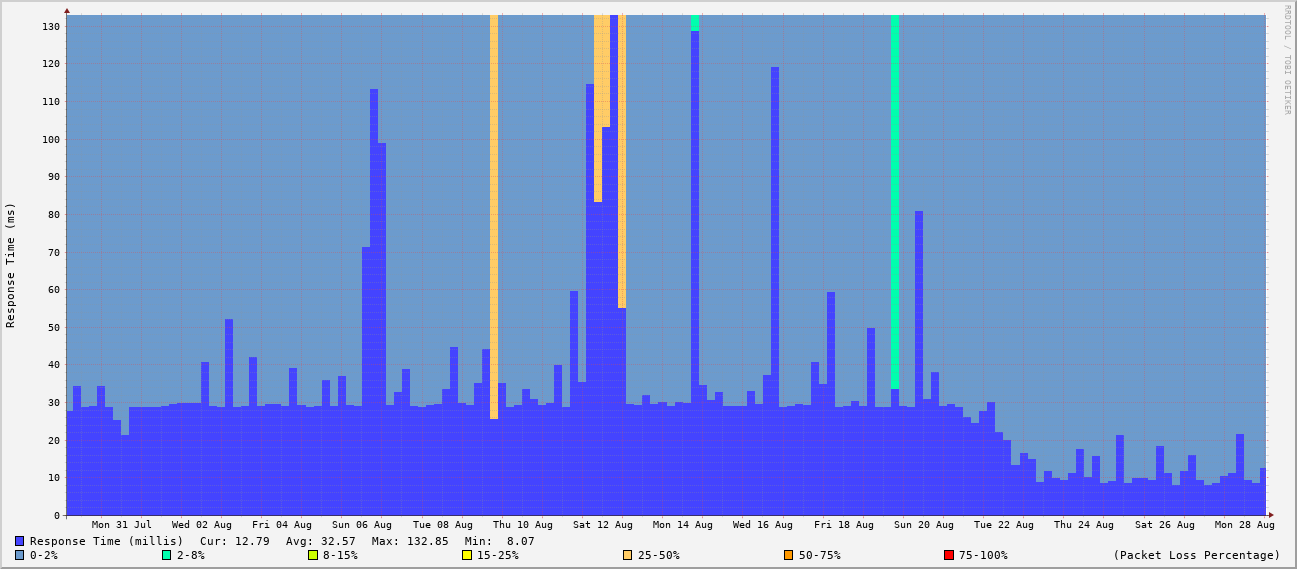 RRDTOOL / TOBI OETIKER
Response Time (ms)
130
120
110
100
90
80
70
60
50
40
30
20
10
0
Mon 31 Jul Wed 02 Aug Fri 04 Aug Sun 06 Aug Tue 08 Aug Thu 10 Aug Sat 12 Aug Mon 14 Aug Wed 16 Aug Fri 18 Aug Sun 20 Aug Tue 22 Aug Thu 24 Aug Sat 26 Aug Mon 28 Aug
Response Time (millis) Cur: 12.79 Avg: 32.57 Max: 132.85 Min: 8.07
0-2% 2-8% 8-15% 15-25% 25-50% 50-75% 75-100% (Packet Loss Percentage)